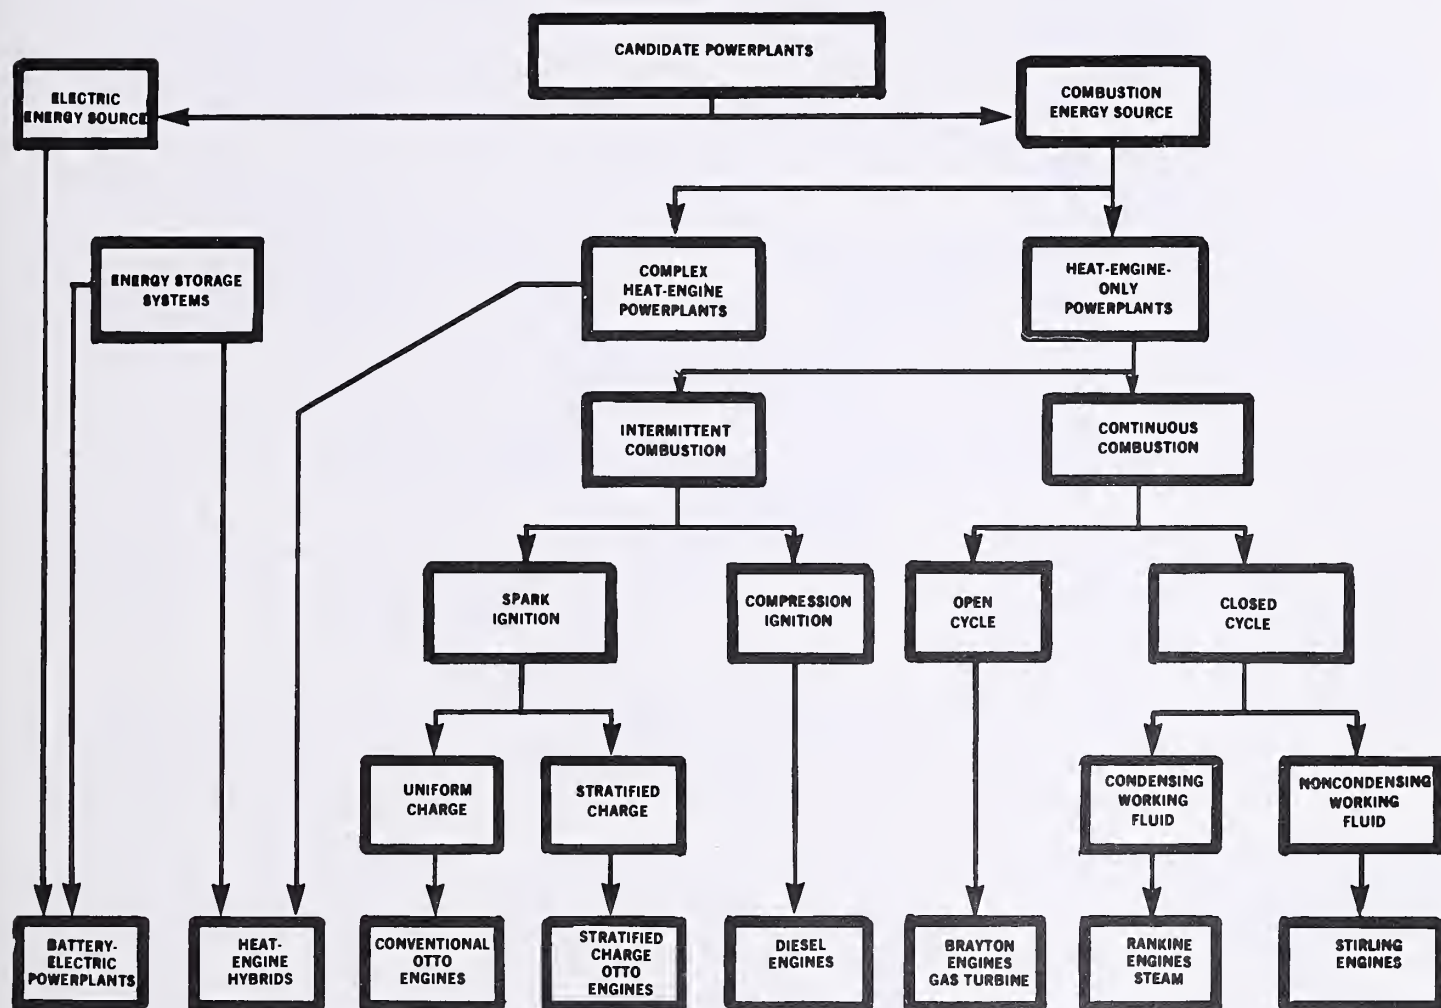 CANDIDATE POWERPLANTS
ELECTRIC
ENERGY SOURCE
COMBUSTION
ENERGY SOURCE
ENERGY STORAGE
SYSTEMS
COMPLEX
HEAT-ENGINE
POWERPLANTS
HEAT-ENGINE-
ONLY
POWERPLANTS
INTERMITTENT
COMBUSTION
CONTINUOUS
COMBUSTION
SPARK
IGNITION
COMPRESSION
IGNITION
OPEN
CYCLE
CLOSED
CYCLE
UNIFORM
CHARGE
STRATIFIED
CHARGE
CONDENSING
WORKING
FLUID
NONCONDENSING
WORKING
FLUID
BATTERY-
ELECTRIC
POWERPLANTS
HEAT-
ENGINE
HYBRIDS
CONVENTIONAL
OTTO
ENGINES
STRATIFIED
CHARGE
OTTO
ENGINES
DIESEL
ENGINES
BRAYTON
ENGINES
GAS TURBINE
RANKINE
ENGINES
STEAM
STIRLING
ENGINES